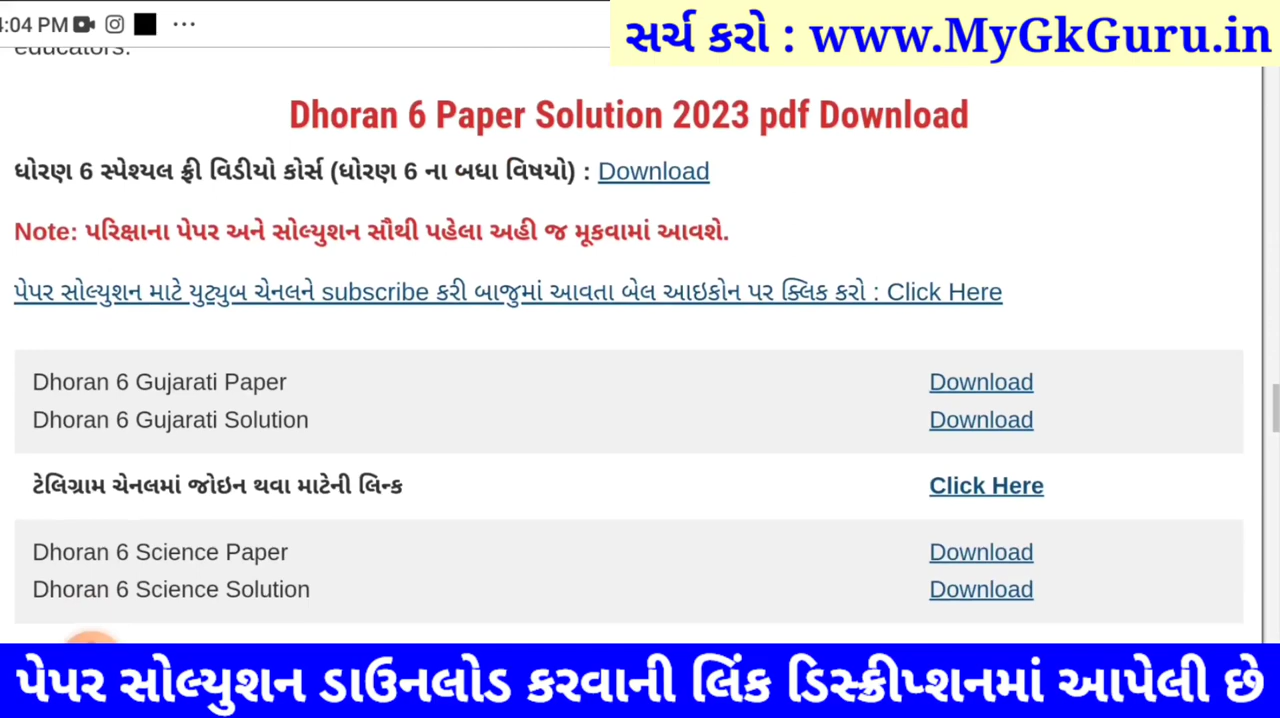 4:04 PM
સર્ચ કરો : www.MyGkGuru.in
educators.
Dhoran 6 Paper Solution 2023 pdf Download
ધોરણ 6 સ્પેશ્યલ ફ્રી વિડીયો કોર્સ (ધોરણ 6 ના બધા વિષયો) : Download
Note: પરિક્ષાના પેપર અને સોલ્યુશન સૌથી પહેલા અહી જ મૂકવામાં આવશે.
પેપર સોલ્યુશન માટે યુટ્યુબ ચેનલને subscribe કરી બાજુમાં આવતા બેલ આઇકોન પર ક્લિક કરો : Click Here
Dhoran 6 Gujarati Paper Download
Dhoran 6 Gujarati Solution Download
ટેલિગ્રામ ચેનલમાં જોઇન થવા માટેની લિન્ક Click Here
Dhoran 6 Science Paper Download
Dhoran 6 Science Solution Download
પેપર સોલ્યુશન ડાઉનલોડ કરવાની લિંક ડિસ્ક્રીપ્શનમાં આપેલી છે